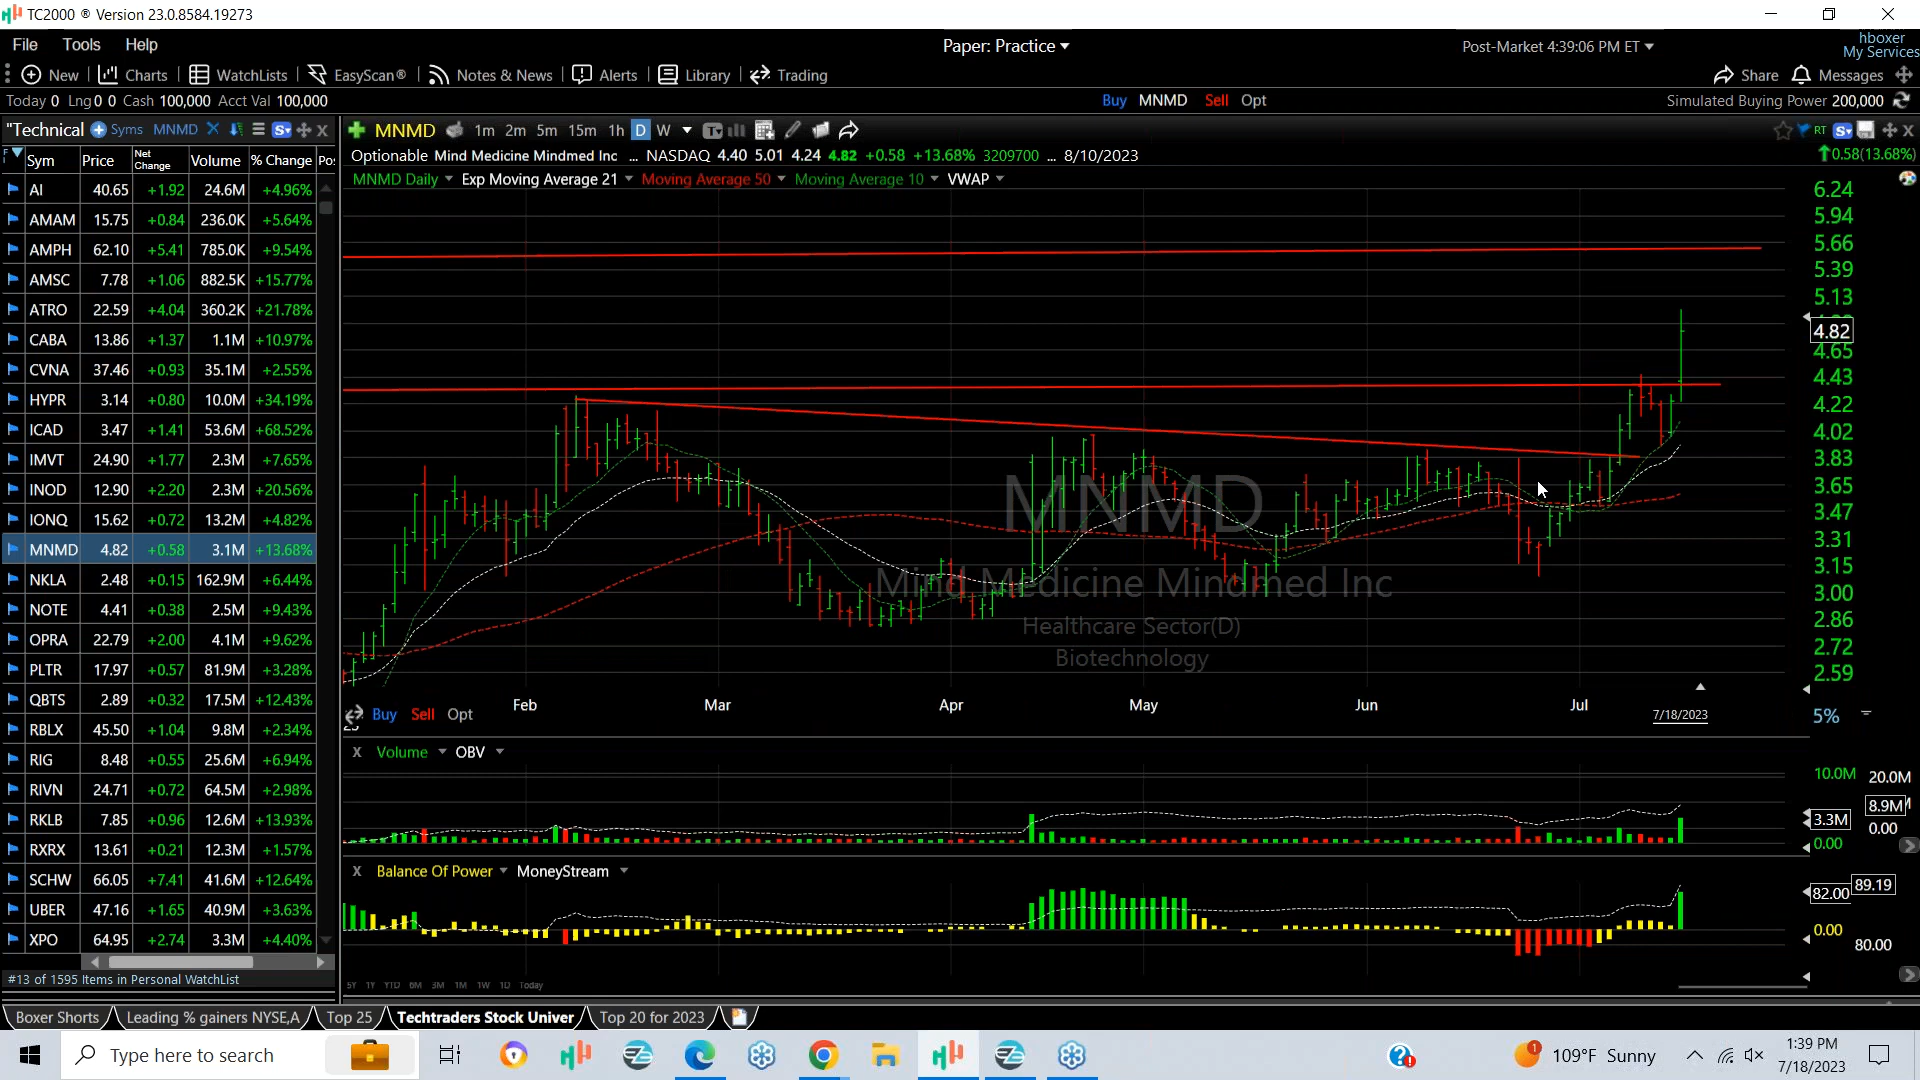 TC2000 ® Version 23.0.8584.19273
File Tools Help
Paper: Practice
Post-Market 4:39:06 PM ET
hboxer
My Services
New Charts WatchLists EasyScan® Notes & News Alerts Library Trading
Share Messages
Today 0 Lng 0 0 Cash 100,000 Acct Val 100,000
Buy MNMD Sell Opt
Simulated Buying Power 200,000
"Technical Syms MNMD
MNMD 1m 2m 5m 15m 1h D W
RT
Sym Price Net Change Volume % Change Pos
Optionable Mind Medicine Mindmed Inc ... NASDAQ 4.40 5.01 4.24 4.82 +0.58 +13.68% 3209700 ... 8/10/2023
0.58(13.68%)
MNMD Daily Exp Moving Average 21 Moving Average 50 Moving Average 10 VWAP
AI 40.65 +1.92 24.6M +4.96%
AMAM 15.75 +0.84 236.0K +5.64%
AMPH 62.10 +5.41 785.0K +9.54%
AMSC 7.78 +1.06 882.5K +15.77%
ATRO 22.59 +4.04 360.2K +21.78%
CABA 13.86 +1.37 1.1M +10.97%
CVNA 37.46 +0.93 35.1M +2.55%
HYPR 3.14 +0.80 10.0M +34.19%
ICAD 3.47 +1.41 53.6M +68.52%
IMVT 24.90 +1.77 2.3M +7.65%
INOD 12.90 +2.20 2.3M +20.56%
IONQ 15.62 +0.72 13.2M +4.82%
MNMD 4.82 +0.58 3.1M +13.68%
NKLA 2.48 +0.15 162.9M +6.44%
NOTE 4.41 +0.38 2.5M +9.43%
OPRA 22.79 +2.00 4.1M +9.62%
PLTR 17.97 +0.57 81.9M +3.28%
QBTS 2.89 +0.32 17.5M +12.43%
RBLX 45.50 +1.04 9.8M +2.34%
RIG 8.48 +0.55 25.6M +6.94%
RIVN 24.71 +0.72 64.5M +2.98%
RKLB 7.85 +0.96 12.6M +13.93%
RXRX 13.61 +0.21 12.3M +1.57%
SCHW 66.05 +7.41 41.6M +12.64%
UBER 47.16 +1.65 40.9M +3.63%
XPO 64.95 +2.74 3.3M +4.40%
#13 of 1595 Items in Personal WatchList
6.24
5.94
5.66
5.39
5.13
4.82
4.65
4.43
4.22
4.02
3.83
3.65
3.47
3.31
3.15
3.00
2.86
2.72
2.59
5%
MNMD
Mind Medicine Mindmed Inc
Healthcare Sector(D)
Biotechnology
Feb Mar Apr May Jun Jul
7/18/2023
Buy Sell Opt
X Volume OBV
10.0M 20.0M
8.9M
3.3M
0.00
0.00
X Balance Of Power MoneyStream
89.19
82.00
0.00
80.00
5Y 1Y YTD 6M 3M 1M 1W 1D Today
Boxer Shorts Leading % gainers NYSE,A Top 25 Techtraders Stock Univer Top 20 for 2023
Type here to search
1
109°F Sunny
1:39 PM
7/18/2023